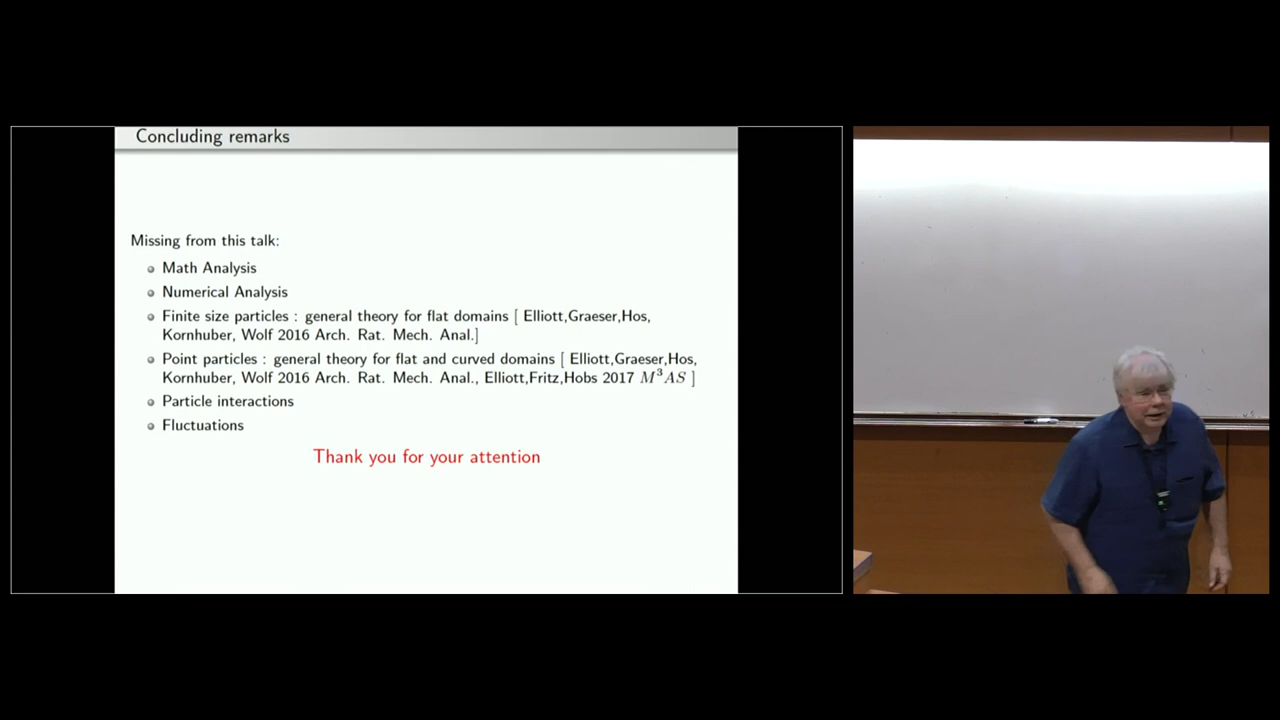 Concluding remarks
Missing from this talk:
Math Analysis
Numerical Analysis
Finite size particles : general theory for flat domains [ Elliott,Graeser,Hos,
Kornhuber, Wolf 2016 Arch. Rat. Mech. Anal.]
Point particles : general theory for flat and curved domains [ Elliott,Graeser,Hos,
Kornhuber, Wolf 2016 Arch. Rat. Mech. Anal., Elliott,Fritz,Hobs 2017 M³AS ]
Particle interactions
Fluctuations
Thank you for your attention